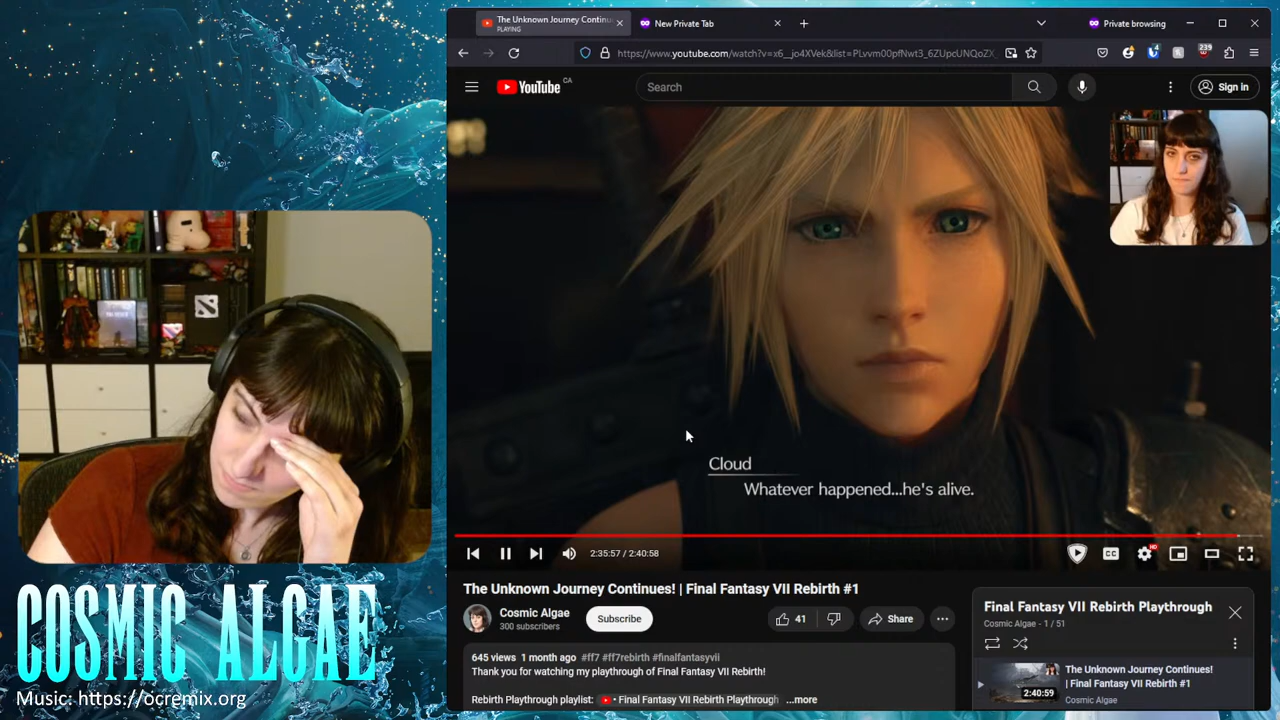 The Unknown Journey Continu
PLAYING
New Private Tab
Private browsing
https://www.youtube.com/watch?v=x6_jo4XVek&list=PLvvm00pfNwt3_6ZUpcUNQoZX
4
239
YouTube
CA
Search
Sign in
Cloud
Whatever happened...he's alive.
2:35:57 / 2:40:58
CC
HD
The Unknown Journey Continues! | Final Fantasy VII Rebirth #1
Cosmic Algae
300 subscribers
Subscribe
41
Share
645 views 1 month ago #ff7 #ff7rebirth #finalfantasyvii
Thank you for watching my playthrough of Final Fantasy VII Rebirth!
Rebirth Playthrough playlist: • Final Fantasy VII Rebirth Playthrough ...more
Final Fantasy VII Rebirth Playthrough
Cosmic Algae - 1 / 51
The Unknown Journey Continues!
| Final Fantasy VII Rebirth #1
Cosmic Algae
2:40:59
COSMIC ALGAE
Music: https://ocremix.org